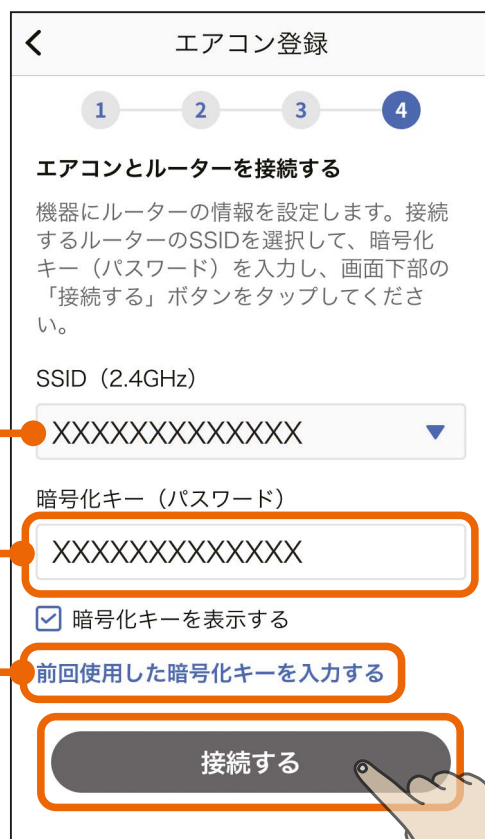 エアコン登録
1 2 3 4
エアコンとルーターを接続する
機器にルーターの情報を設定します。接続
するルーターのSSIDを選択して、暗号化
キー（パスワード）を入力し、画面下部の
「接続する」ボタンをタップしてくださ
い。
SSID（2.4GHz）
XXXXXXXXXXXXX
暗号化キー（パスワード）
XXXXXXXXXXXXX
暗号化キーを表示する
前回使用した暗号化キーを入力する
接続する